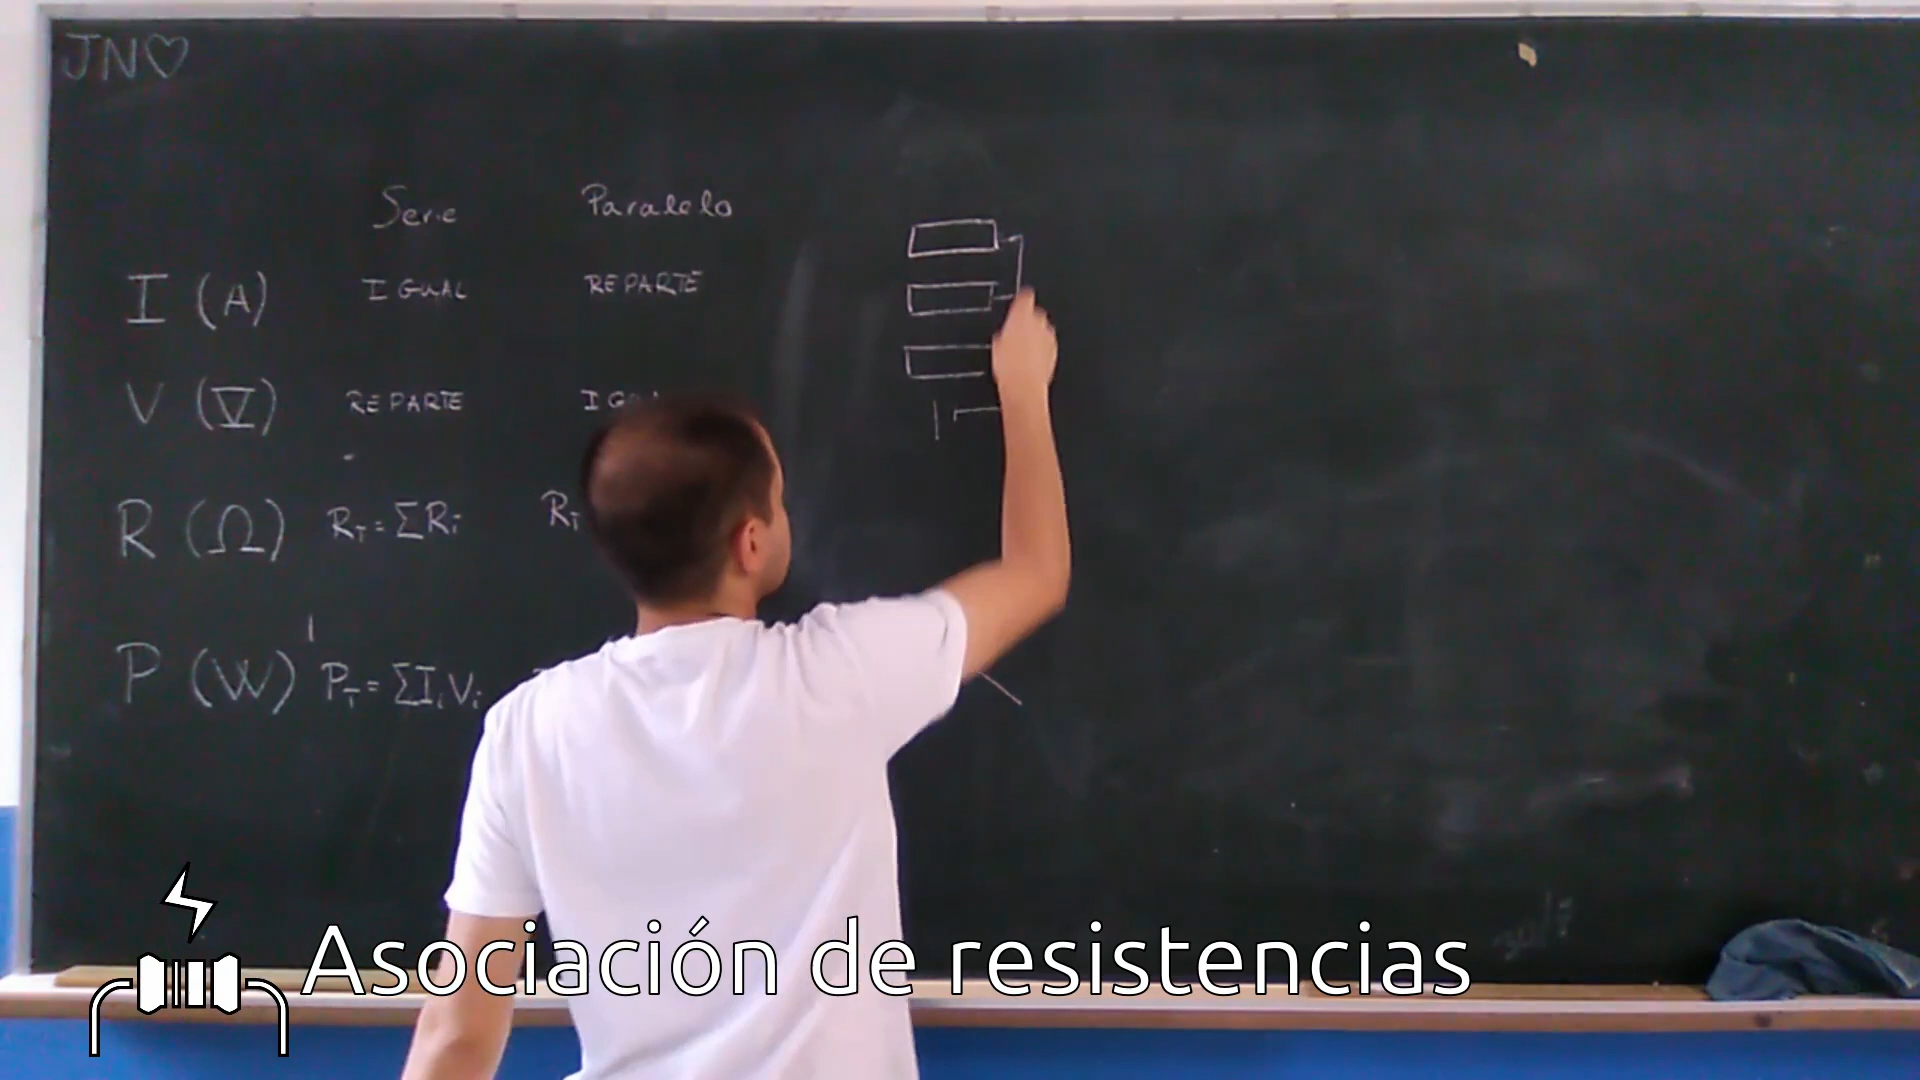 JN♡
Serie Paralelo
I (A) IGUAL REPARTE
V (V) REPARTE
R (Ω) R_T = ΣR_i R_T
P (W) P_T = ΣI_iV_i
Asociación de resistencias